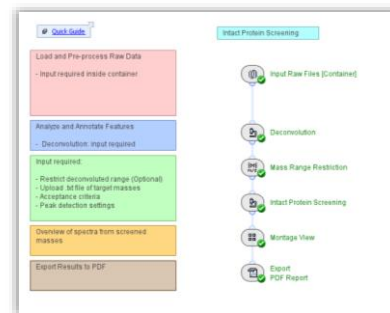 Quick Guide
Intact Protein Screening
Load and Pre-process Raw Data
- Input required inside container
Analyze and Annotate Features
- Deconvolution: input required
Input required:
- Restrict deconvoluted range (Optional)
- Upload .txt file of target masses
- Acceptance criteria
- Peak detection settings
Overview of spectra from screened
masses
Export Results to PDF
Input Raw Files [Container]
Deconvolution
Mass Range Restriction
Intact Protein Screening
Montage View
Export
PDF Report